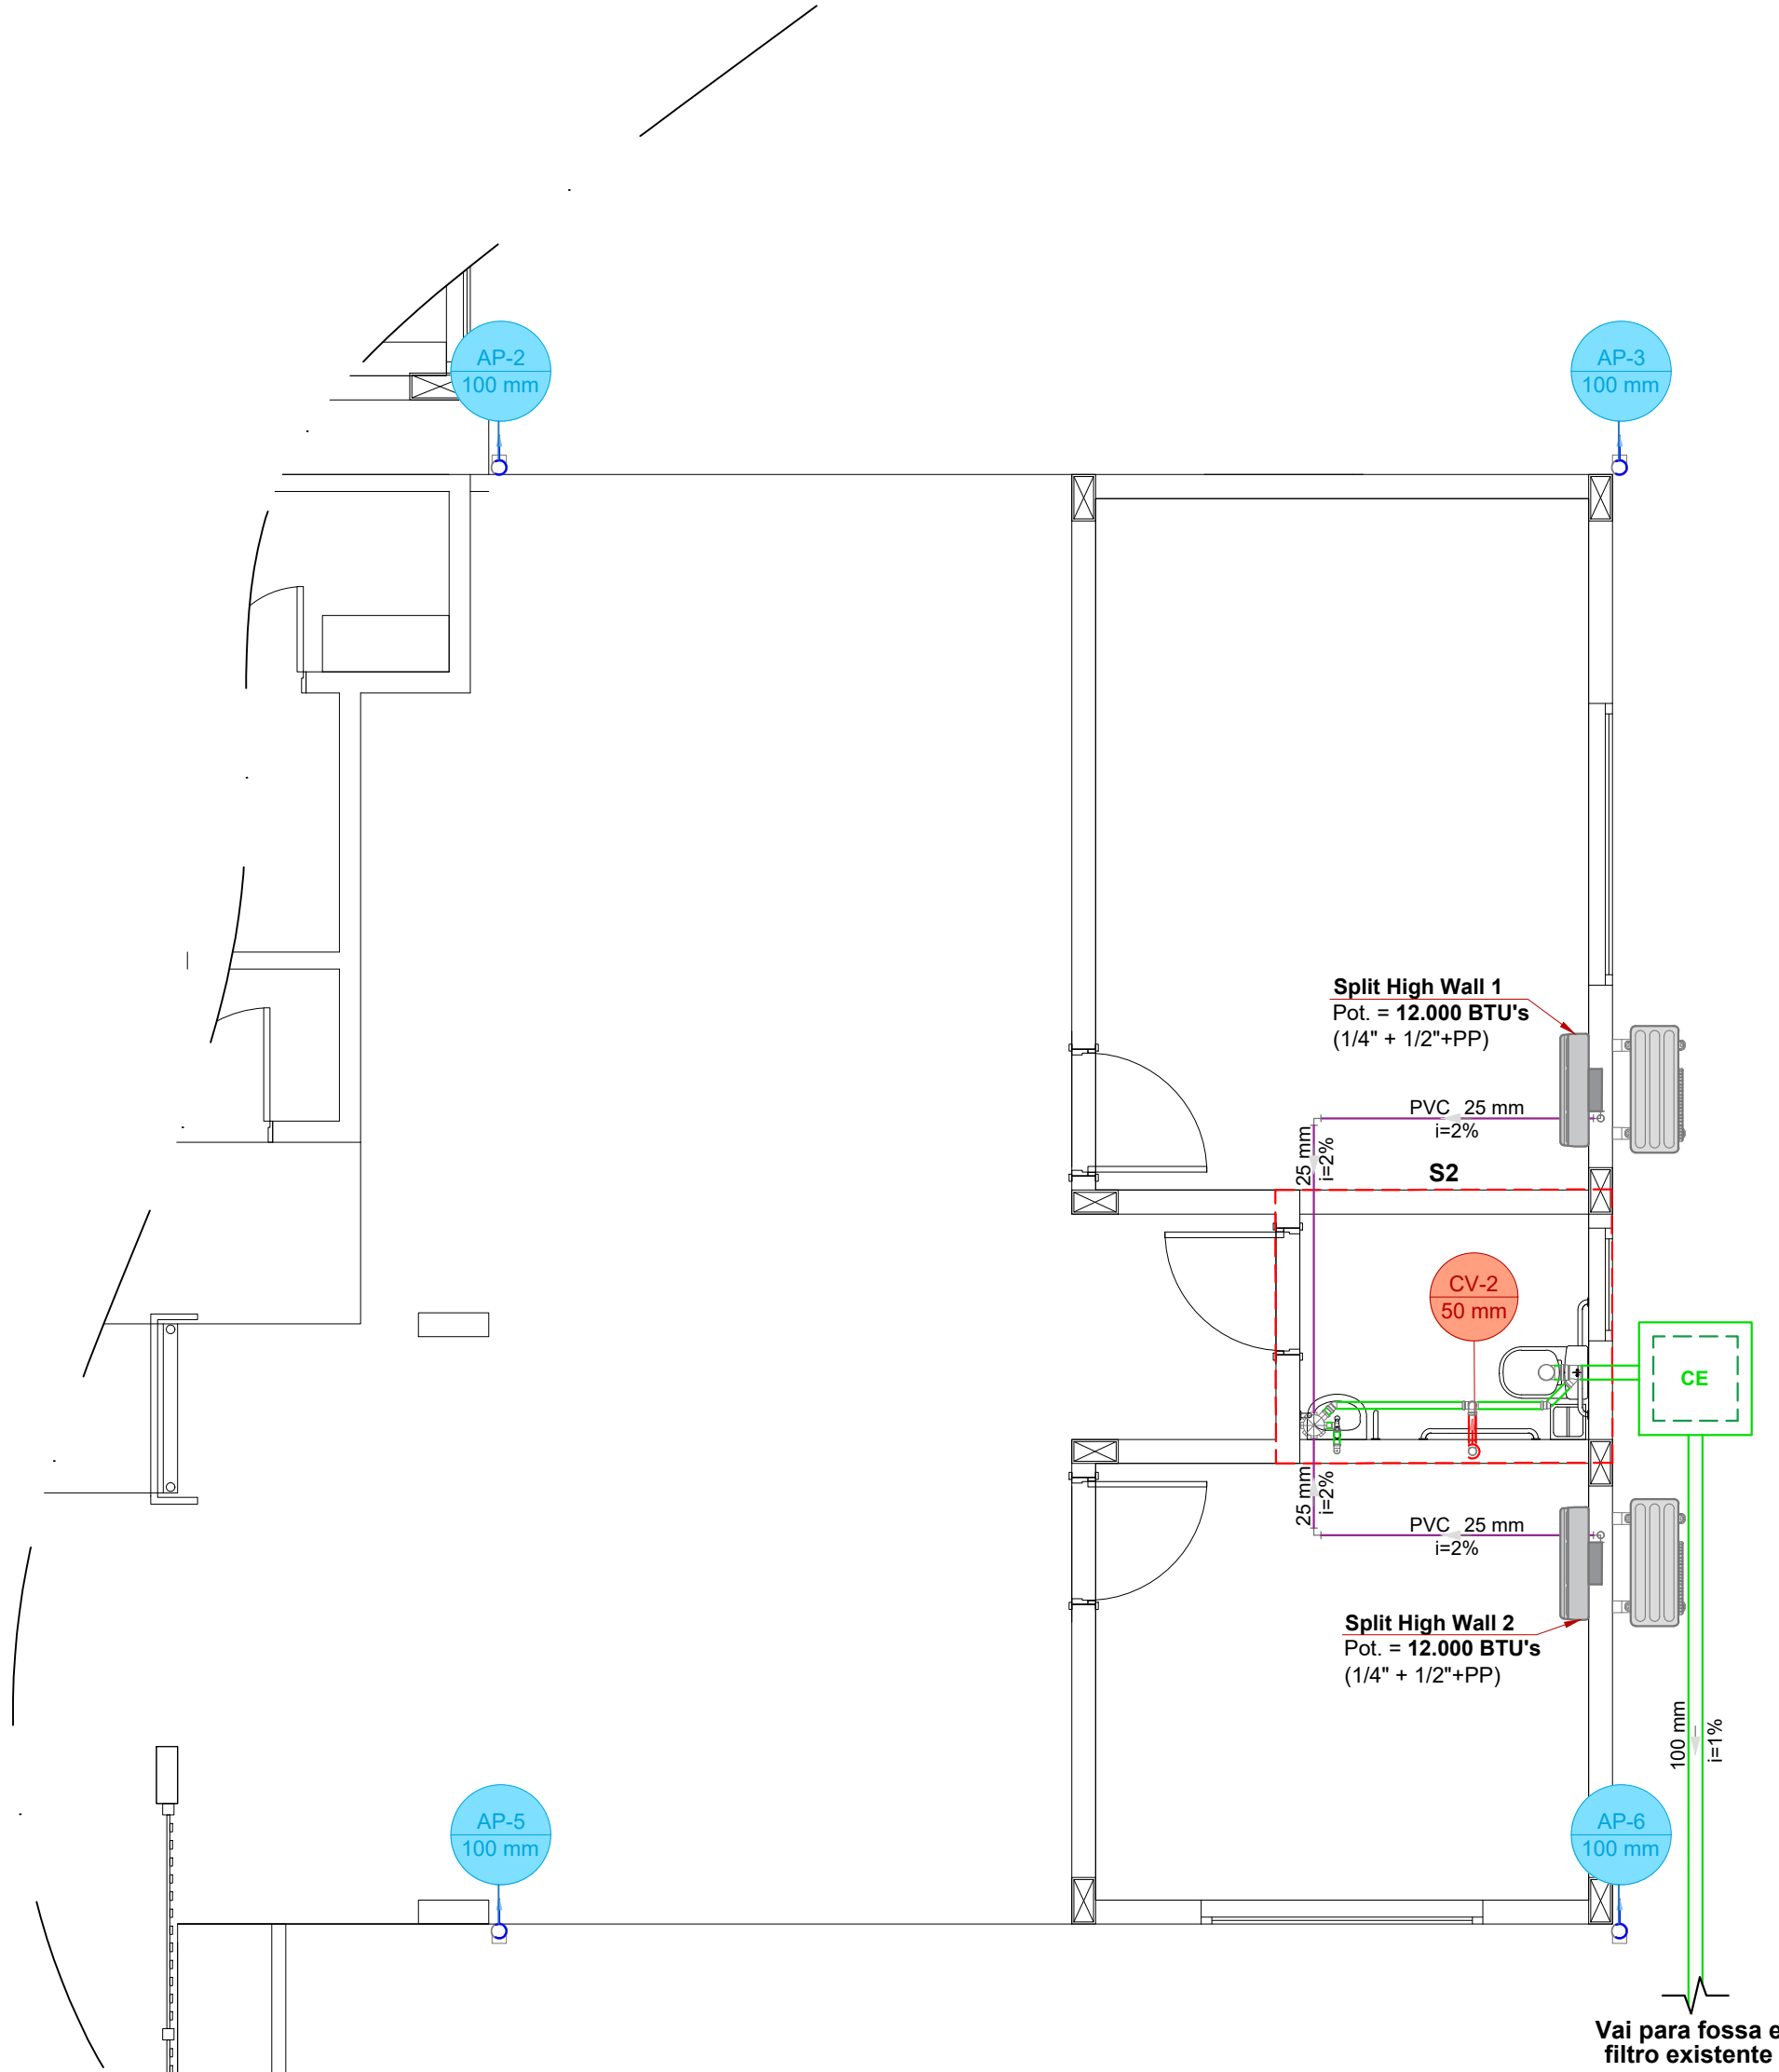 AP-2
100 mm
AP-3
100 mm
Split High Wall 1
Pot. = 12.000 BTU's
(1/4" + 1/2"+PP)
PVC 25 mm
i=2%
25 mm
i=2%
S2
CV-2
50 mm
CE
25 mm
i=2%
PVC 25 mm
i=2%
Split High Wall 2
Pot. = 12.000 BTU's
(1/4" + 1/2"+PP)
100 mm
i=1%
AP-5
100 mm
AP-6
100 mm
Vai para fossa e
filtro existente